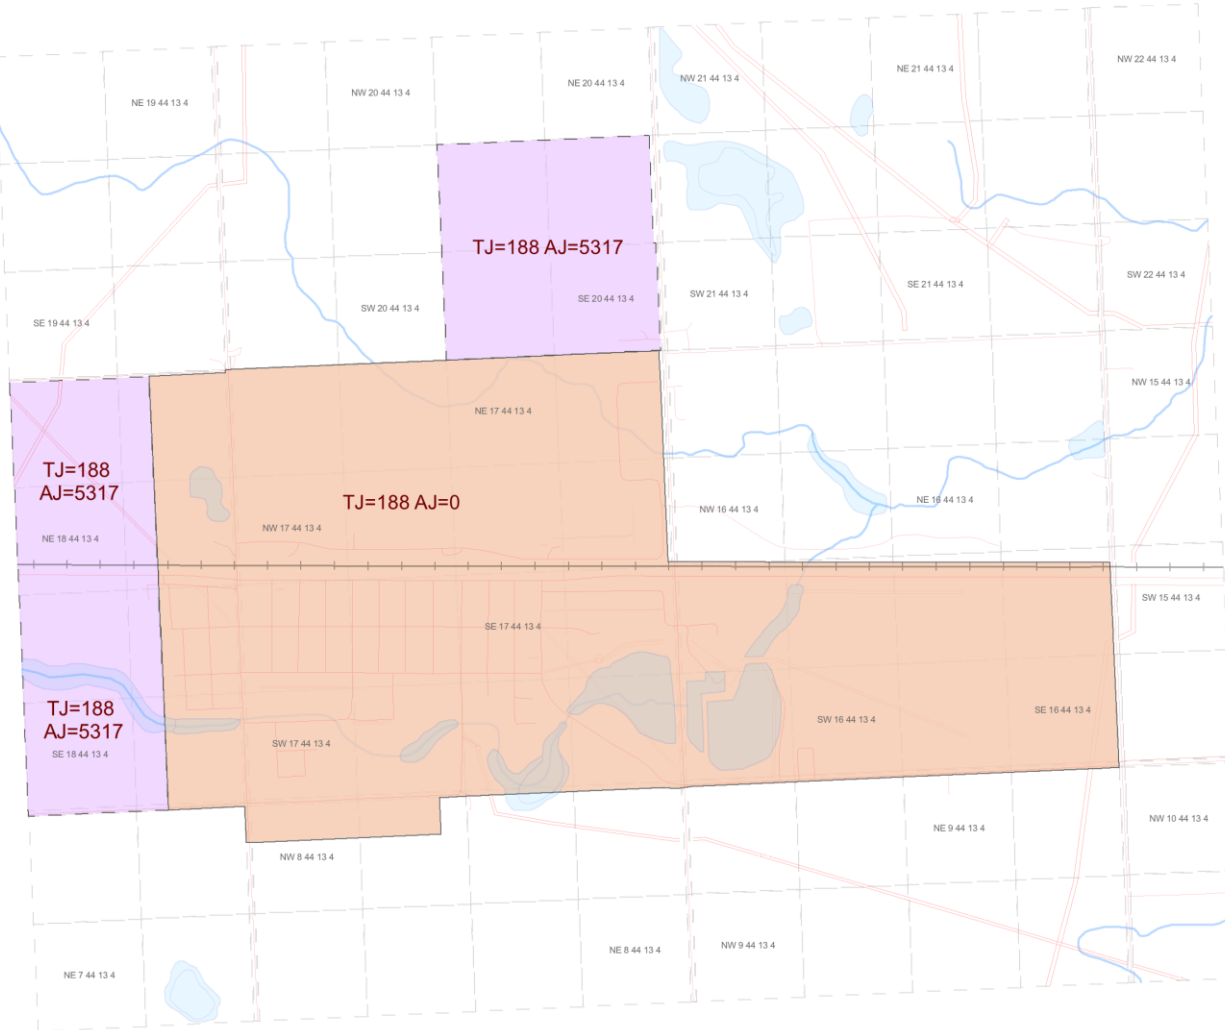 NW 22 44 13 4
NE 21 44 13 4
NW 21 44 13 4
NE 20 44 13 4
NW 20 44 13 4
NE 19 44 13 4
TJ=188 AJ=5317
SW 22 44 13 4
SE 21 44 13 4
SW 21 44 13 4
SE 20 44 13 4
SW 20 44 13 4
SE 19 44 13 4
NW 15 44 13 4
NE 17 44 13 4
TJ=188
AJ=5317
TJ=188 AJ=0
NE 16 44 13 4
NW 16 44 13 4
NW 17 44 13 4
NE 18 44 13 4
SW 15 44 13 4
SE 17 44 13 4
TJ=188
AJ=5317
SE 16 44 13 4
SW 16 44 13 4
SW 17 44 13 4
SE 18 44 13 4
NW 10 44 13 4
NE 9 44 13 4
NW 8 44 13 4
NW 9 44 13 4
NE 8 44 13 4
NE 7 44 13 4